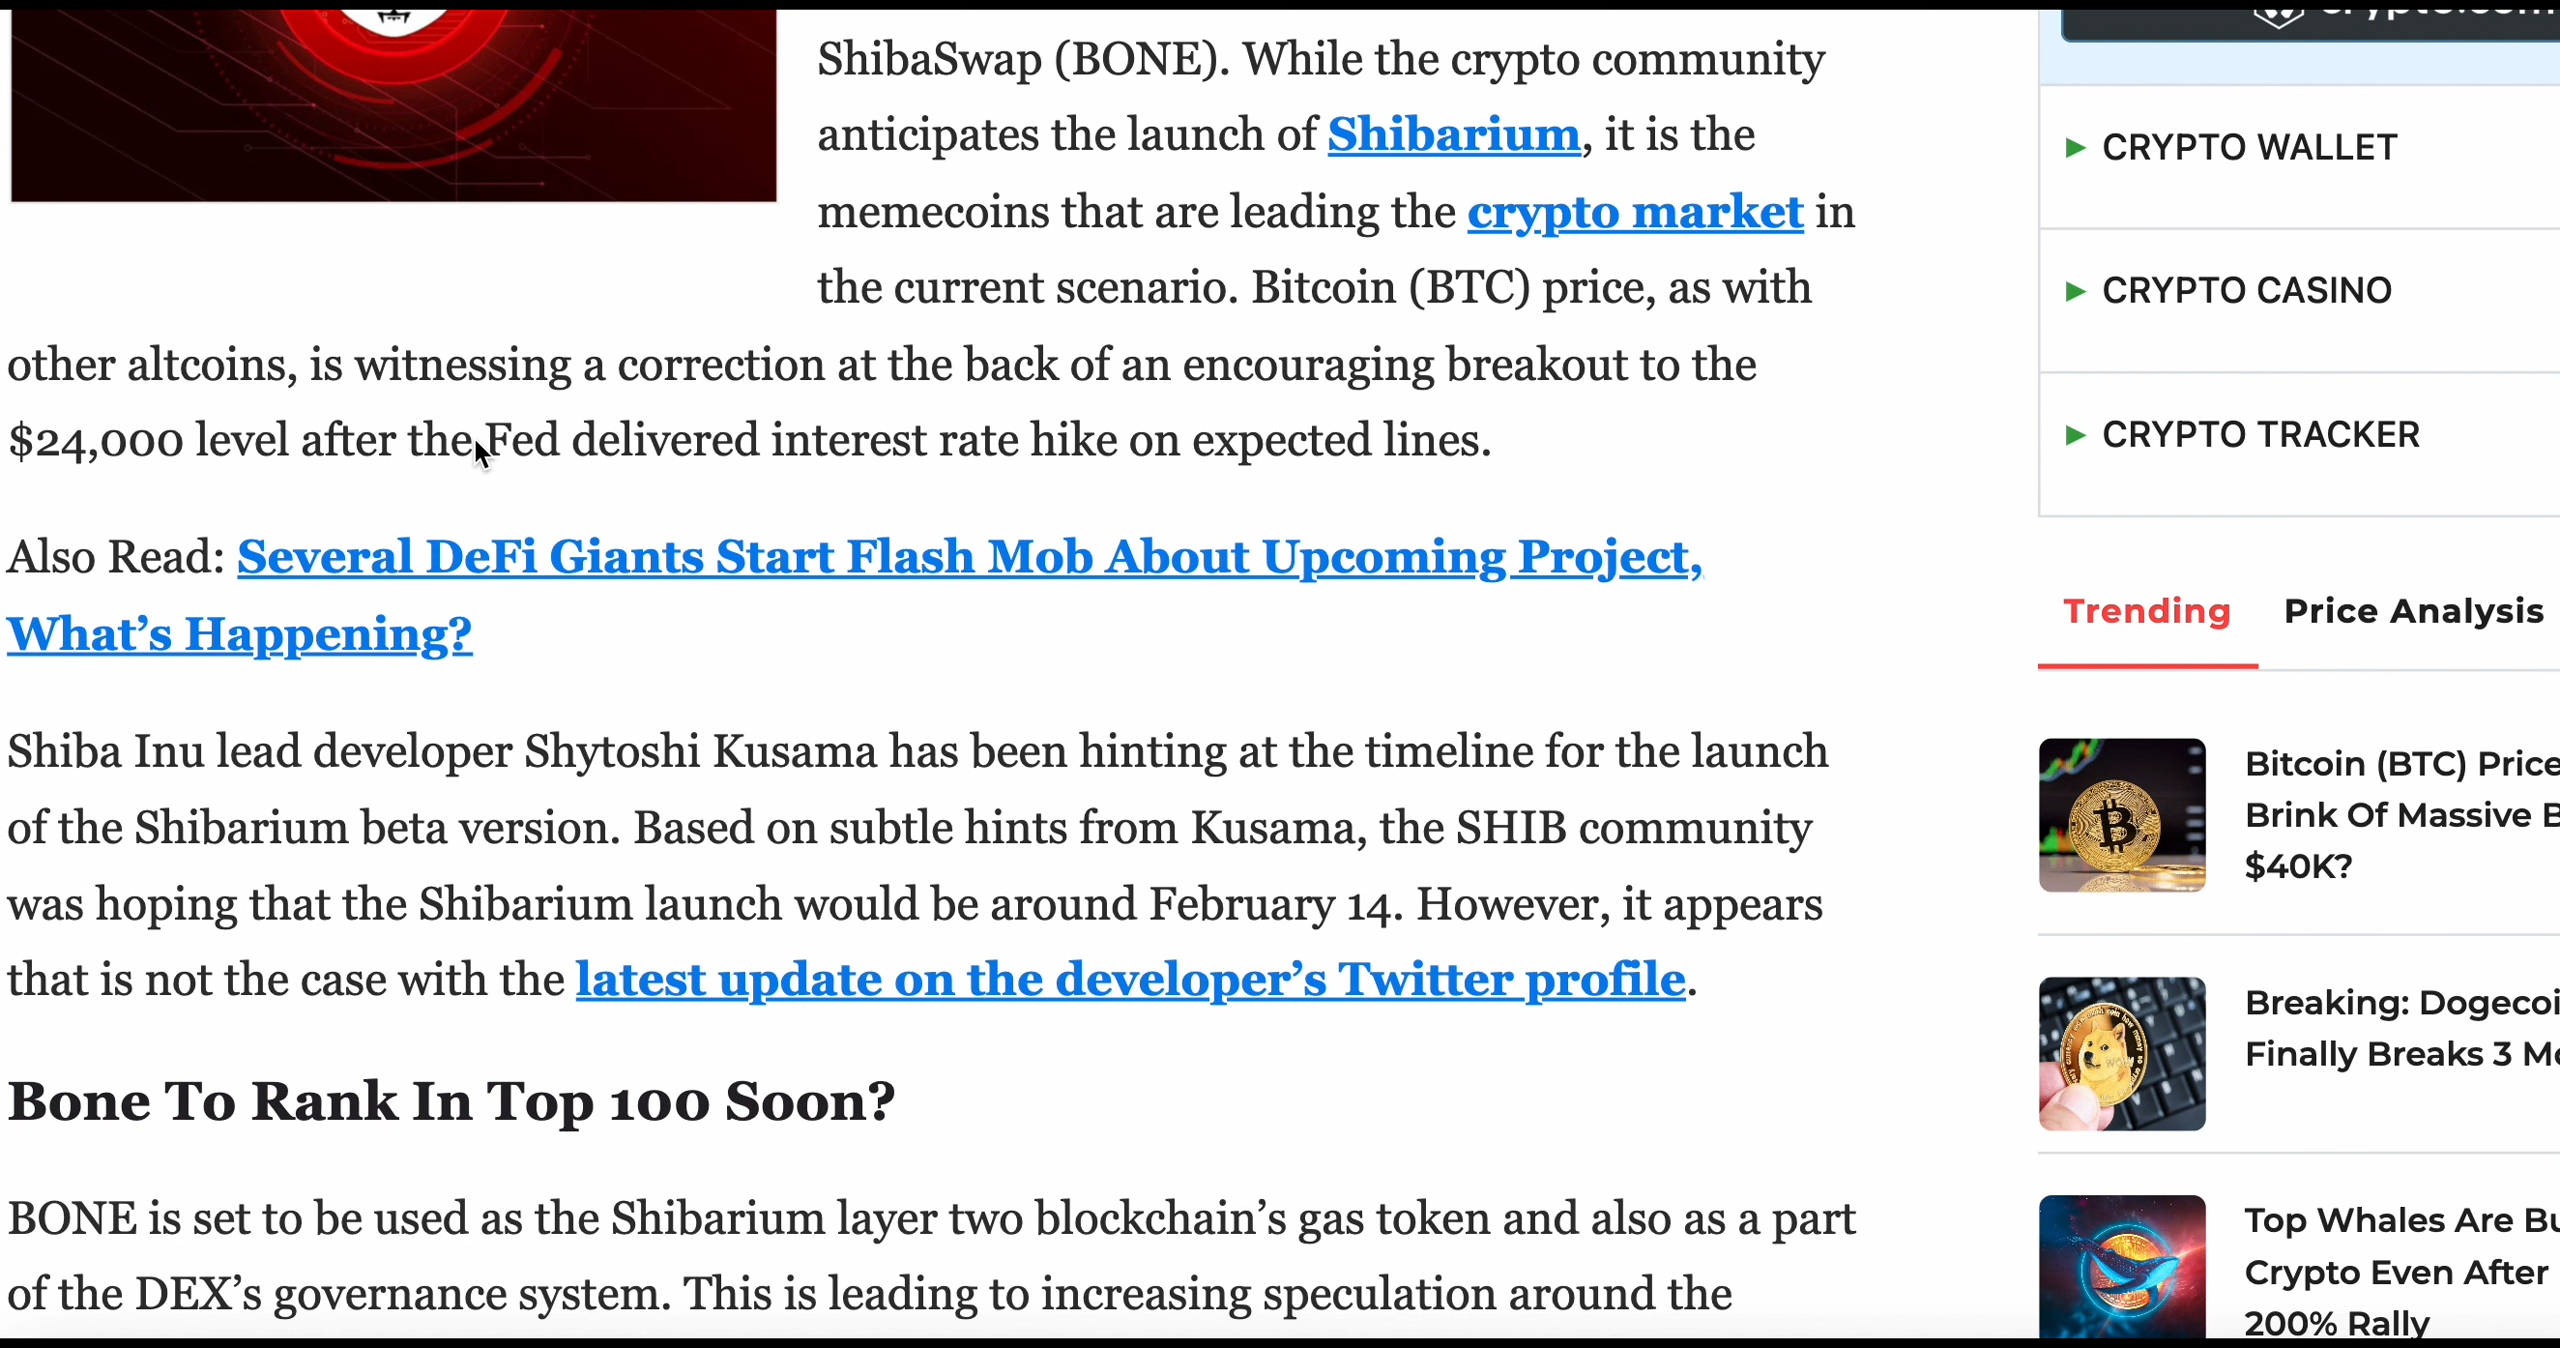 ShibaSwap (BONE). While the crypto community
anticipates the launch of Shibarium, it is the
memecoins that are leading the crypto market in
the current scenario. Bitcoin (BTC) price, as with
other altcoins, is witnessing a correction at the back of an encouraging breakout to the
$24,000 level after the Fed delivered interest rate hike on expected lines.
Also Read: Several DeFi Giants Start Flash Mob About Upcoming Project,
What’s Happening?
Shiba Inu lead developer Shytoshi Kusama has been hinting at the timeline for the launch
of the Shibarium beta version. Based on subtle hints from Kusama, the SHIB community
was hoping that the Shibarium launch would be around February 14. However, it appears
that is not the case with the latest update on the developer’s Twitter profile.
Bone To Rank In Top 100 Soon?
BONE is set to be used as the Shibarium layer two blockchain’s gas token and also as a part
of the DEX’s governance system. This is leading to increasing speculation around the
▶ CRYPTO WALLET
▶ CRYPTO CASINO
▶ CRYPTO TRACKER
Trending Price Analysis
Bitcoin (BTC) Price
Brink Of Massive B
$40K?
Breaking: Dogecoi
Finally Breaks 3 Mo
Top Whales Are Bu
Crypto Even After
200% Rally